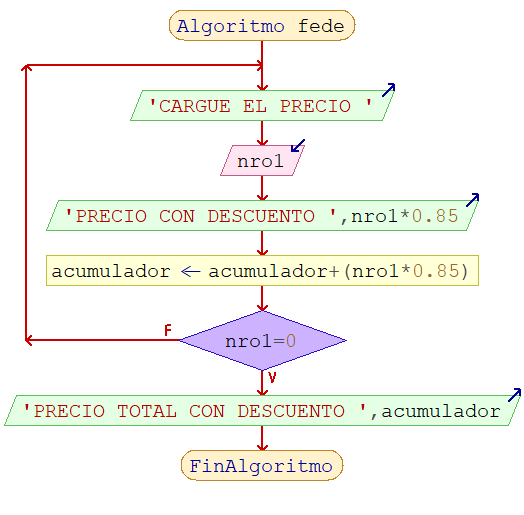 Algoritmo fede
'CARGUE EL PRECIO '
nro1
'PRECIO CON DESCUENTO ',nro1*0.85
acumulador ← acumulador+(nro1*0.85)
F
nro1=0
V
'PRECIO TOTAL CON DESCUENTO ',acumulador
FinAlgoritmo